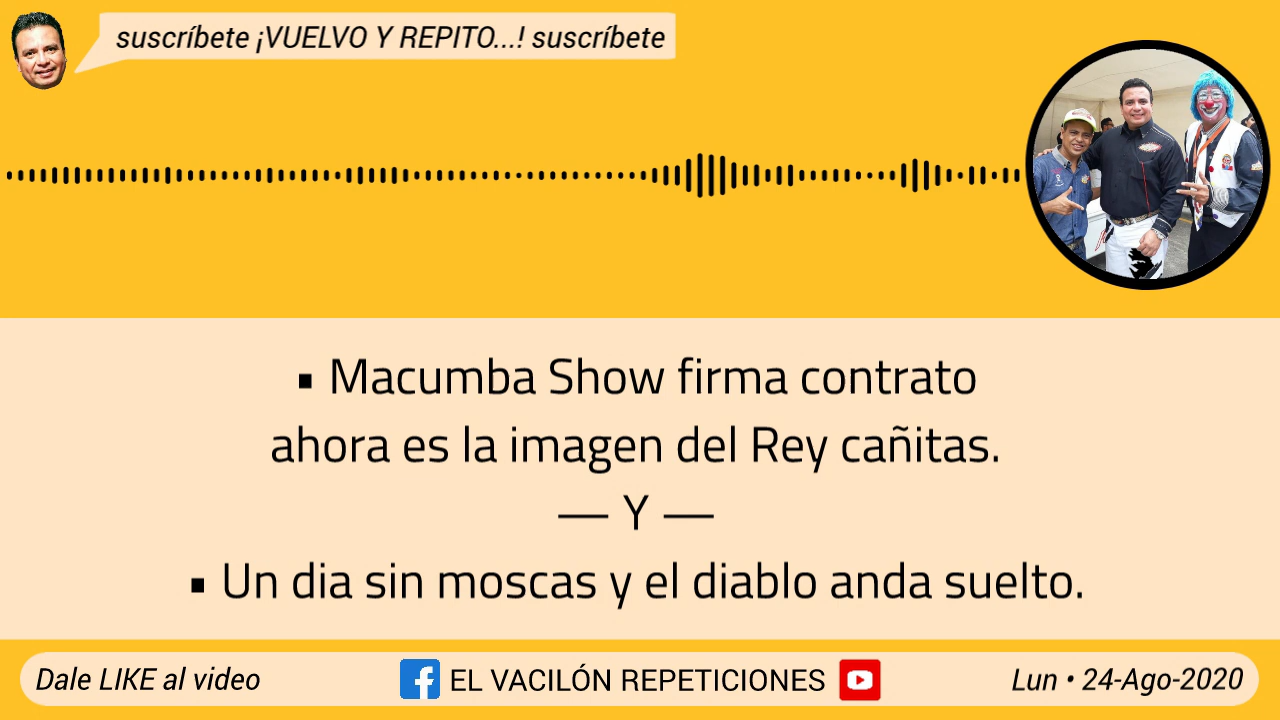 suscríbete ¡VUELVO Y REPITO...! suscríbete
▪ Macumba Show firma contrato
ahora es la imagen del Rey cañitas.
— Y —
▪ Un dia sin moscas y el diablo anda suelto.
Dale LIKE al video
EL VACILÓN REPETICIONES
Lun • 24-Ago-2020